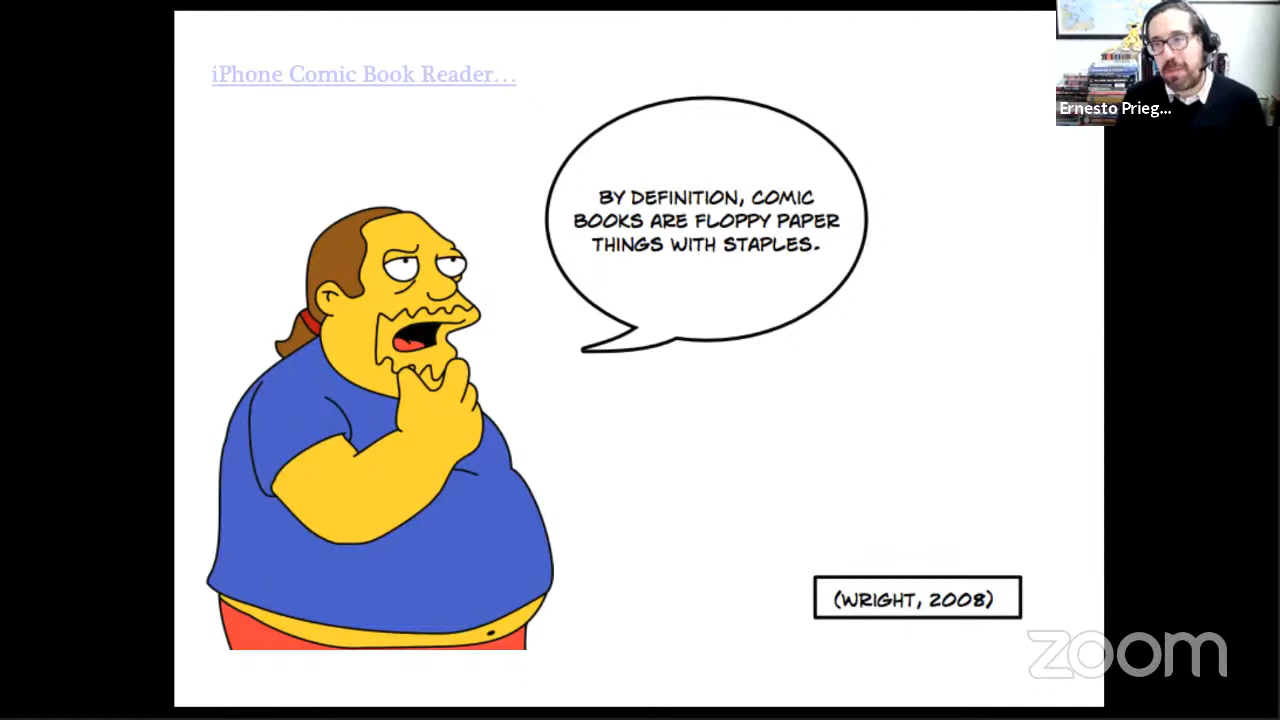 iPhone Comic Book Reader…
Ernesto Prieg...
BY DEFINITION, COMIC
BOOKS ARE FLOPPY PAPER
THINGS WITH STAPLES.
(WRIGHT, 2008)
zoom